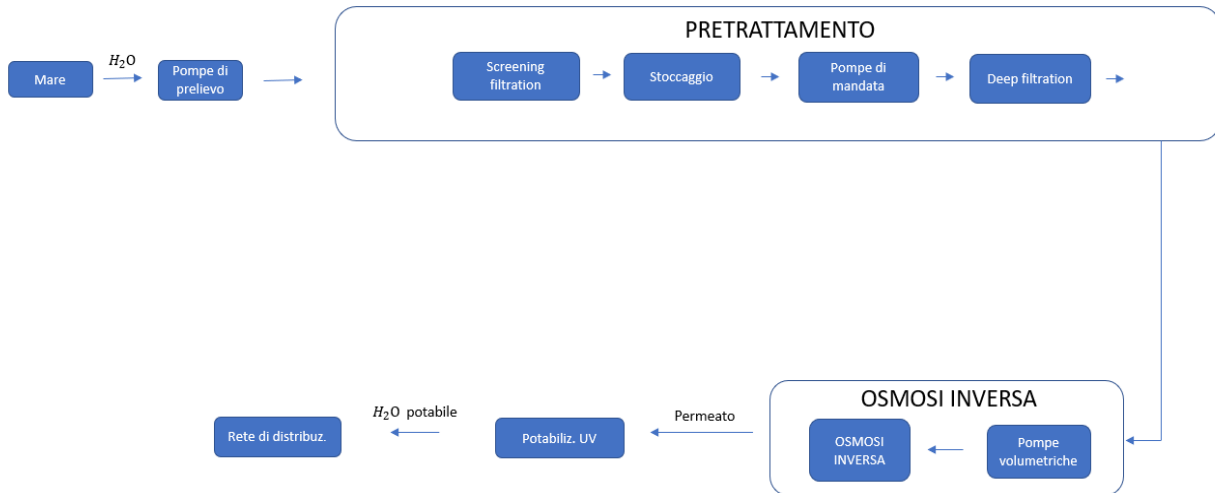 PRETRATTAMENTO
Mare
H₂O
Pompe di
prelievo
Screening
filtration
Stoccaggio
Pompe di
mandata
Deep filtration
OSMOSI INVERSA
Rete di distribuz.
H₂O potabile
Potabiliz. UV
Permeato
OSMOSI
INVERSA
Pompe
volumetriche